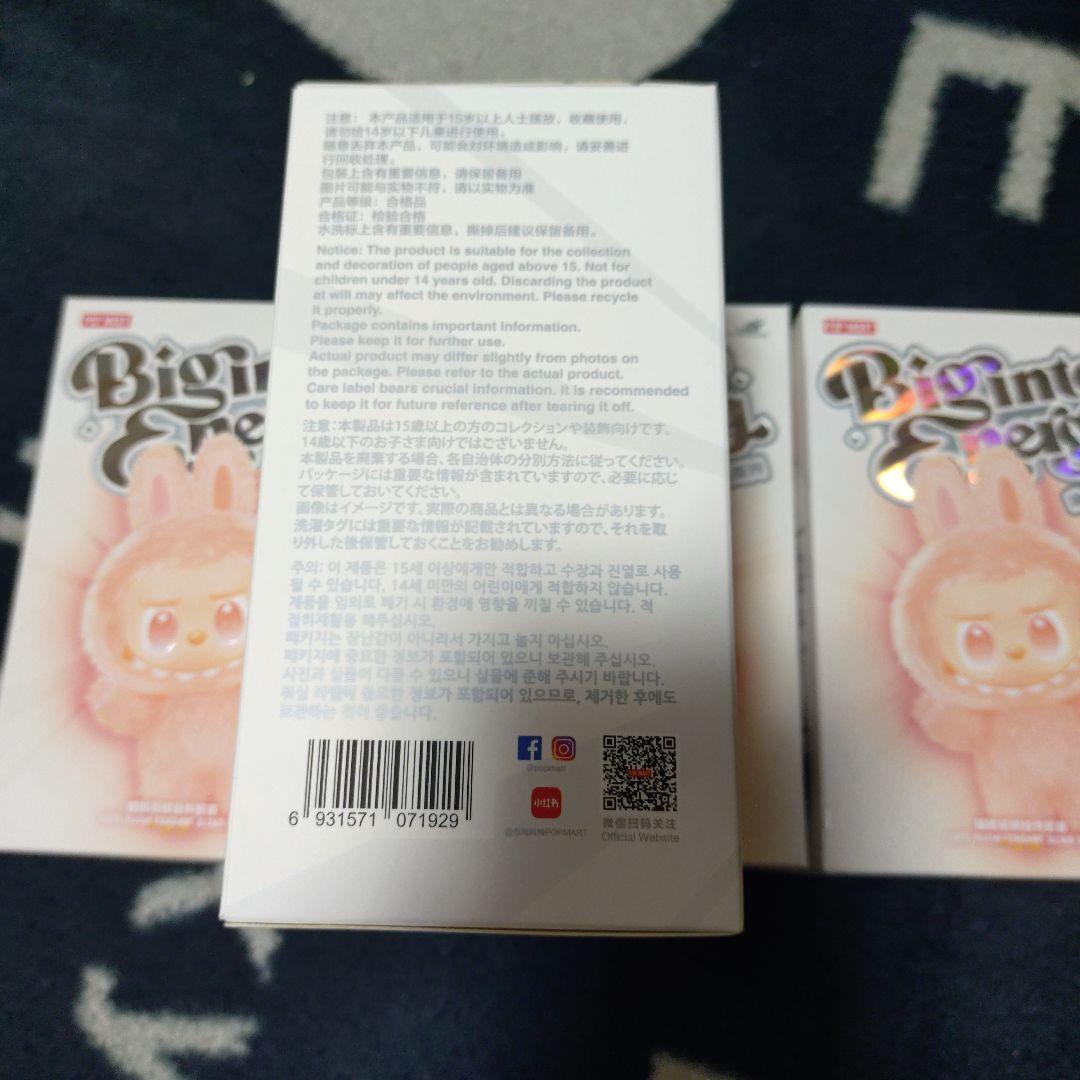 注意： 本产品适用于15岁以上人士摆放，收藏使用，
请勿给14岁以下儿童进行使用。
随意丢弃本产品，可能会对环境造成影响，请妥善进
行回收处理。
包装上含有重要信息，请保留备用
图片可能与实物不符，请以实物为准
产品等级：合格品
合格证：检验合格
水洗标上含有重要信息，撕掉后建议保留备用。
Notice: The product is suitable for the collection
and decoration of people aged above 15. Not for
children under 14 years old. Discarding the product
at will may affect the environment. Please recycle
it properly.
Package contains important information.
Please keep it for further use.
Actual product may differ slightly from photos on
the package. Please refer to the actual product.
Care label bears crucial information. It is recommended
to keep it for future reference after tearing it off.
注意：本製品は15歳以上の方のコレクションや装飾向けです。
14歳以下のお子さま向けではございません。
本製品を廃棄する場合、各自治体の分別方法に従ってください。
パッケージには重要な情報が含まれていますので、必要に応じ
て保管しておいてください。
画像はイメージです。実際の商品とは異なる場合があります。
洗濯タグには重要な情報が記載されていますので、それを取
り外した後保管しておくことをお勧めします。
주의: 이 제품은 15세 이상에게만 적합하고 수장과 진열로 사용
될 수 있습니다. 14세 미만의 어린이에게 적합하지 않습니다.
제품을 임의로 폐기 시 환경에 영향을 끼칠 수 있습니다. 적
절히재활용 해주십시오.
패키지는 장난감이 아니라서 가지고 놀지 마십시오.
패키지에 중요한 정보가 포함되어 있으니 보관해 주십시오.
사진과 실물이 다를 수 있으니 실물에 준해 주시기 바랍니다.
워싱 라벨에 중요한 정보가 포함되어 있으므로, 제거한 후에도
보관하는 것이 좋습니다.
6 931571 071929
@popmart
小红书
@泡泡玛特POPMART
POP MART
微信扫码关注
Official Website
POP MART
Big int
Ene
POP MART
Big into
Energy